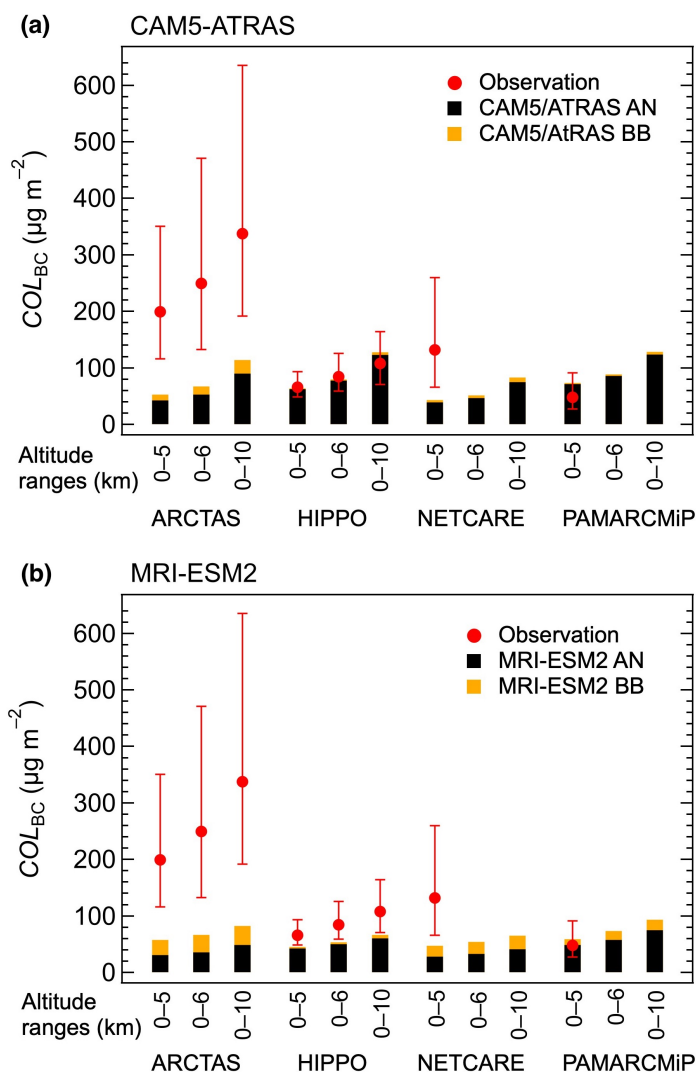 (a) CAM5-ATRAS
600
500
400
300
200
100
0
COL_BC (µg m⁻²)
Observation
CAM5/ATRAS AN
CAM5/AtRAS BB
Altitude
ranges (km)
0–5 0–6 0–10 0–5 0–6 0–10 0–5 0–6 0–10 0–5 0–6 0–10
ARCTAS HIPPO NETCARE PAMARCMiP
(b) MRI-ESM2
600
500
400
300
200
100
0
COL_BC (µg m⁻²)
Observation
MRI-ESM2 AN
MRI-ESM2 BB
Altitude
ranges (km)
0–5 0–6 0–10 0–5 0–6 0–10 0–5 0–6 0–10 0–5 0–6 0–10
ARCTAS HIPPO NETCARE PAMARCMiP